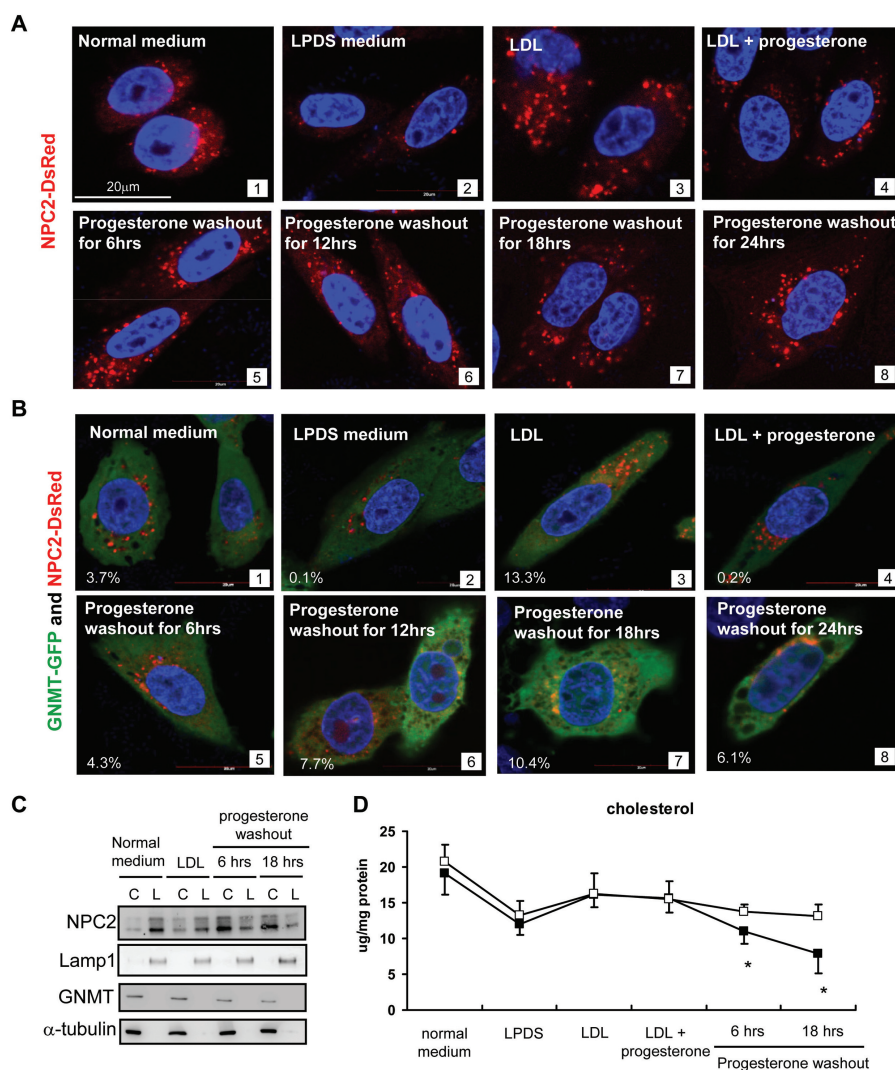 A
NPC2-DsRed
Normal medium
20μm
1
LPDS medium
20μm
2
LDL
3
LDL + progesterone
4
Progesterone washout
for 6hrs
5
Progesterone washout
for 12hrs
6
Progesterone washout
for 18hrs
7
Progesterone washout
for 24hrs
8
B
GNMT-GFP and NPC2-DsRed
Normal medium
3.7%
20μm
1
LPDS medium
0.1%
2
LDL
13.3%
3
LDL + progesterone
0.2%
4
Progesterone
washout for 6hrs
4.3%
5
Progesterone
washout for 12hrs
7.7%
6
Progesterone
washout for 18hrs
10.4%
7
Progesterone
washout for 24hrs
6.1%
8
C
progesterone
washout
Normal
medium
LDL
6 hrs
18 hrs
C L C L C L C L
NPC2
Lamp1
GNMT
α-tubulin
D
cholesterol
ug/mg protein
25
20
15
10
5
0
*
*
normal
medium
LPDS
LDL
LDL +
progesterone
6 hrs
18 hrs
Progesterone washout